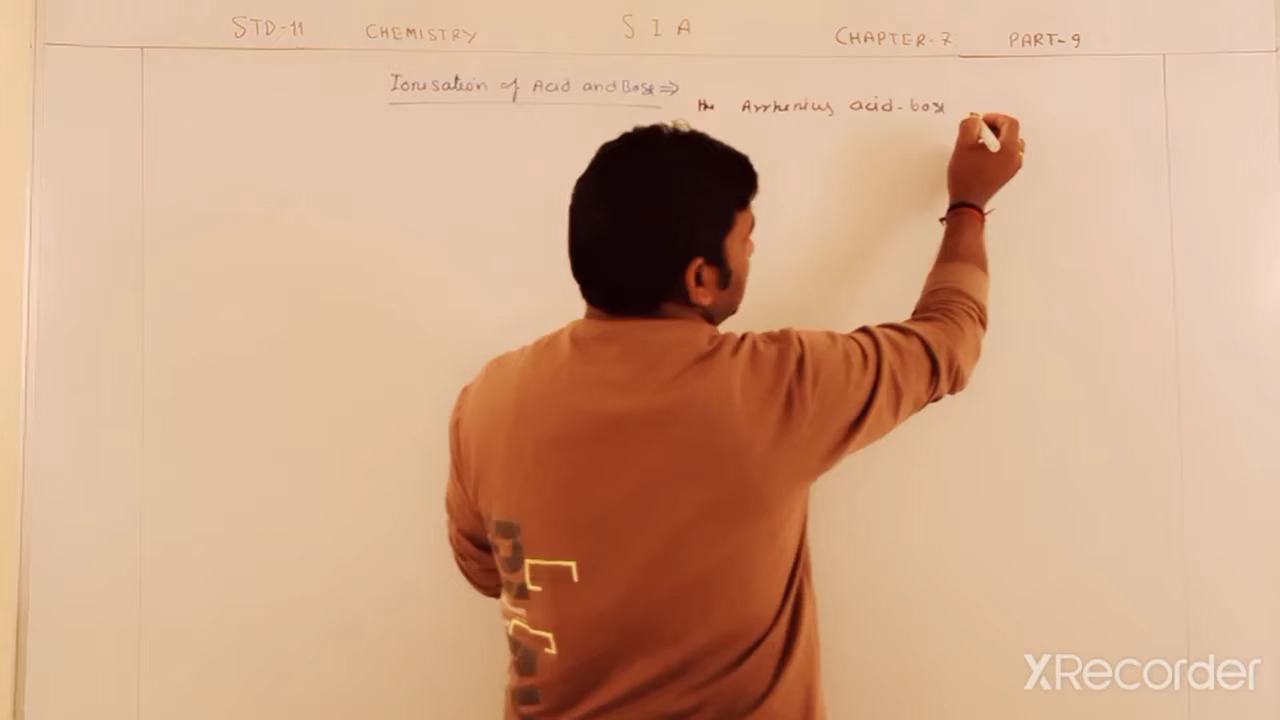 STD-11 CHEMISTRY S I A CHAPTER-7 PART-9
Ionisation of Acid and Base ⇒
the Arrhenius acid-base
XRecorder